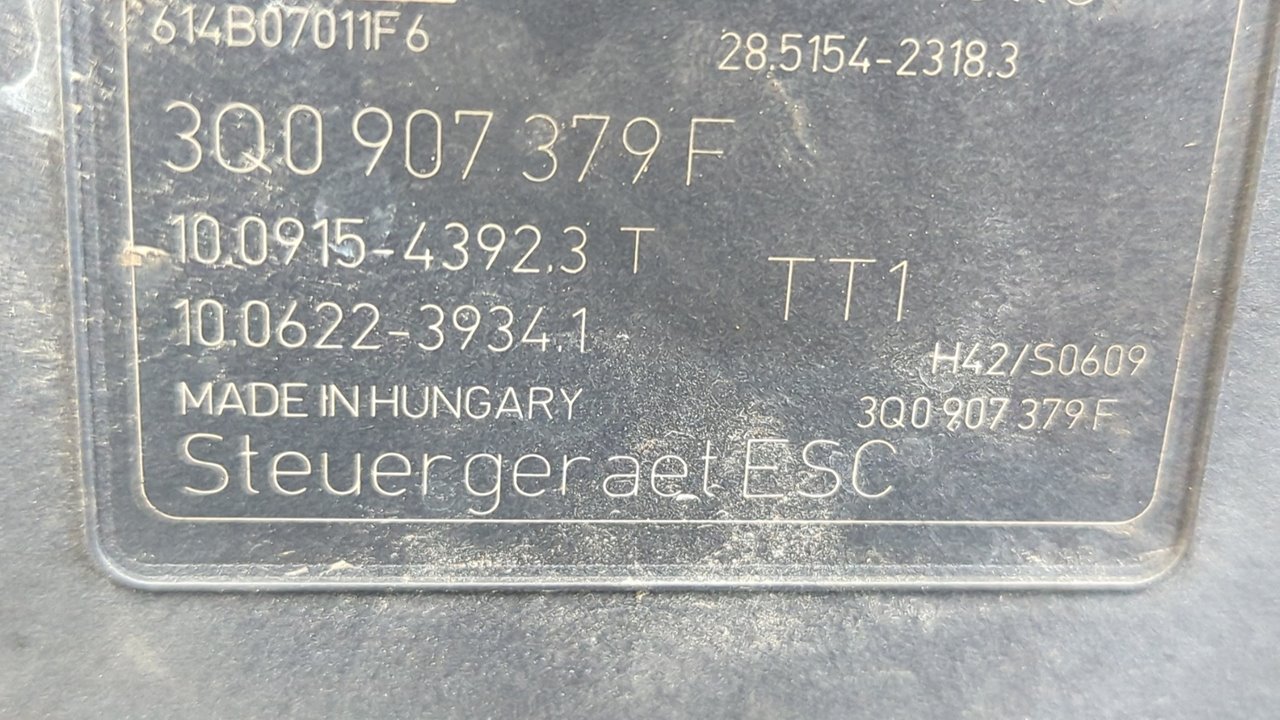 614B07011F6
28.5154-2318.3
3Q0 907 379 F
10.0915-4392.3 T
TT1
10.0622-3934.1
H42/S0609
MADE IN HUNGARY
3Q0 907 379 F
Steuergeraet ESC